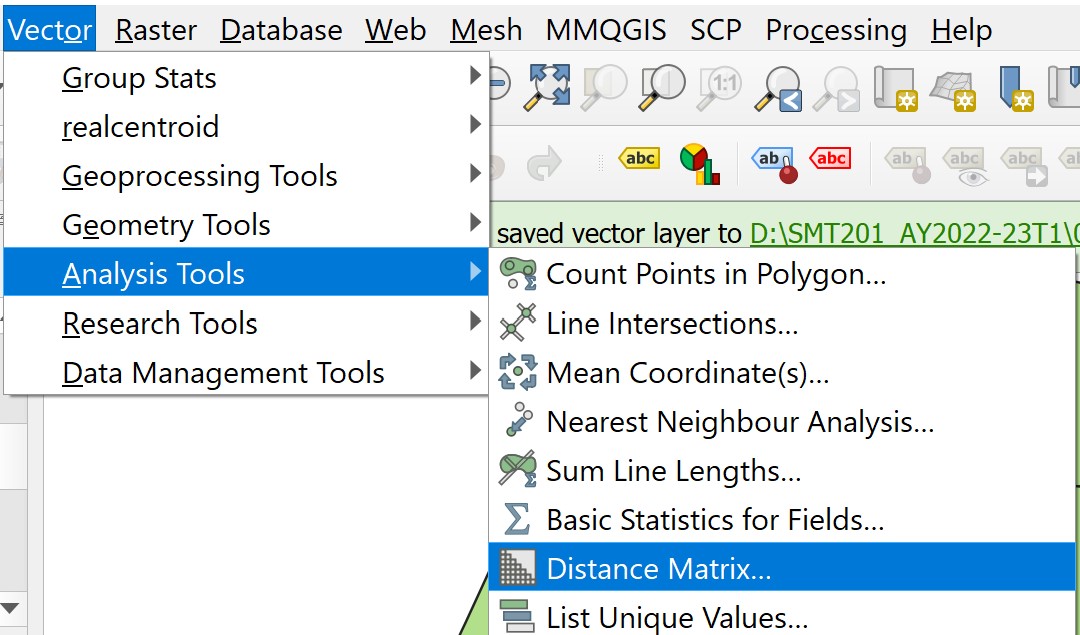 Vector Raster Database Web Mesh MMQGIS SCP Processing Help
Group Stats
realcentroid
Geoprocessing Tools
Geometry Tools
Analysis Tools
Research Tools
Data Management Tools
1:1
abc ab abc ab abc abc
saved vector layer to D:\SMT201_AY2022-23T1\
Count Points in Polygon...
Line Intersections...
Mean Coordinate(s)...
Nearest Neighbour Analysis...
Sum Line Lengths...
Basic Statistics for Fields...
Distance Matrix...
List Unique Values...